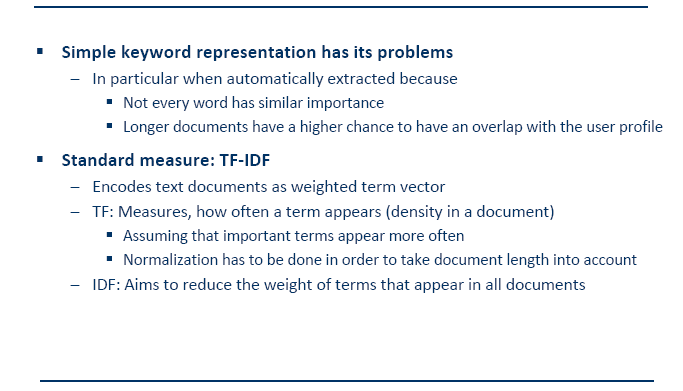 ▪ Simple keyword representation has its problems
– In particular when automatically extracted because
▪ Not every word has similar importance
▪ Longer documents have a higher chance to have an overlap with the user profile
▪ Standard measure: TF-IDF
– Encodes text documents as weighted term vector
– TF: Measures, how often a term appears (density in a document)
▪ Assuming that important terms appear more often
▪ Normalization has to be done in order to take document length into account
– IDF: Aims to reduce the weight of terms that appear in all documents